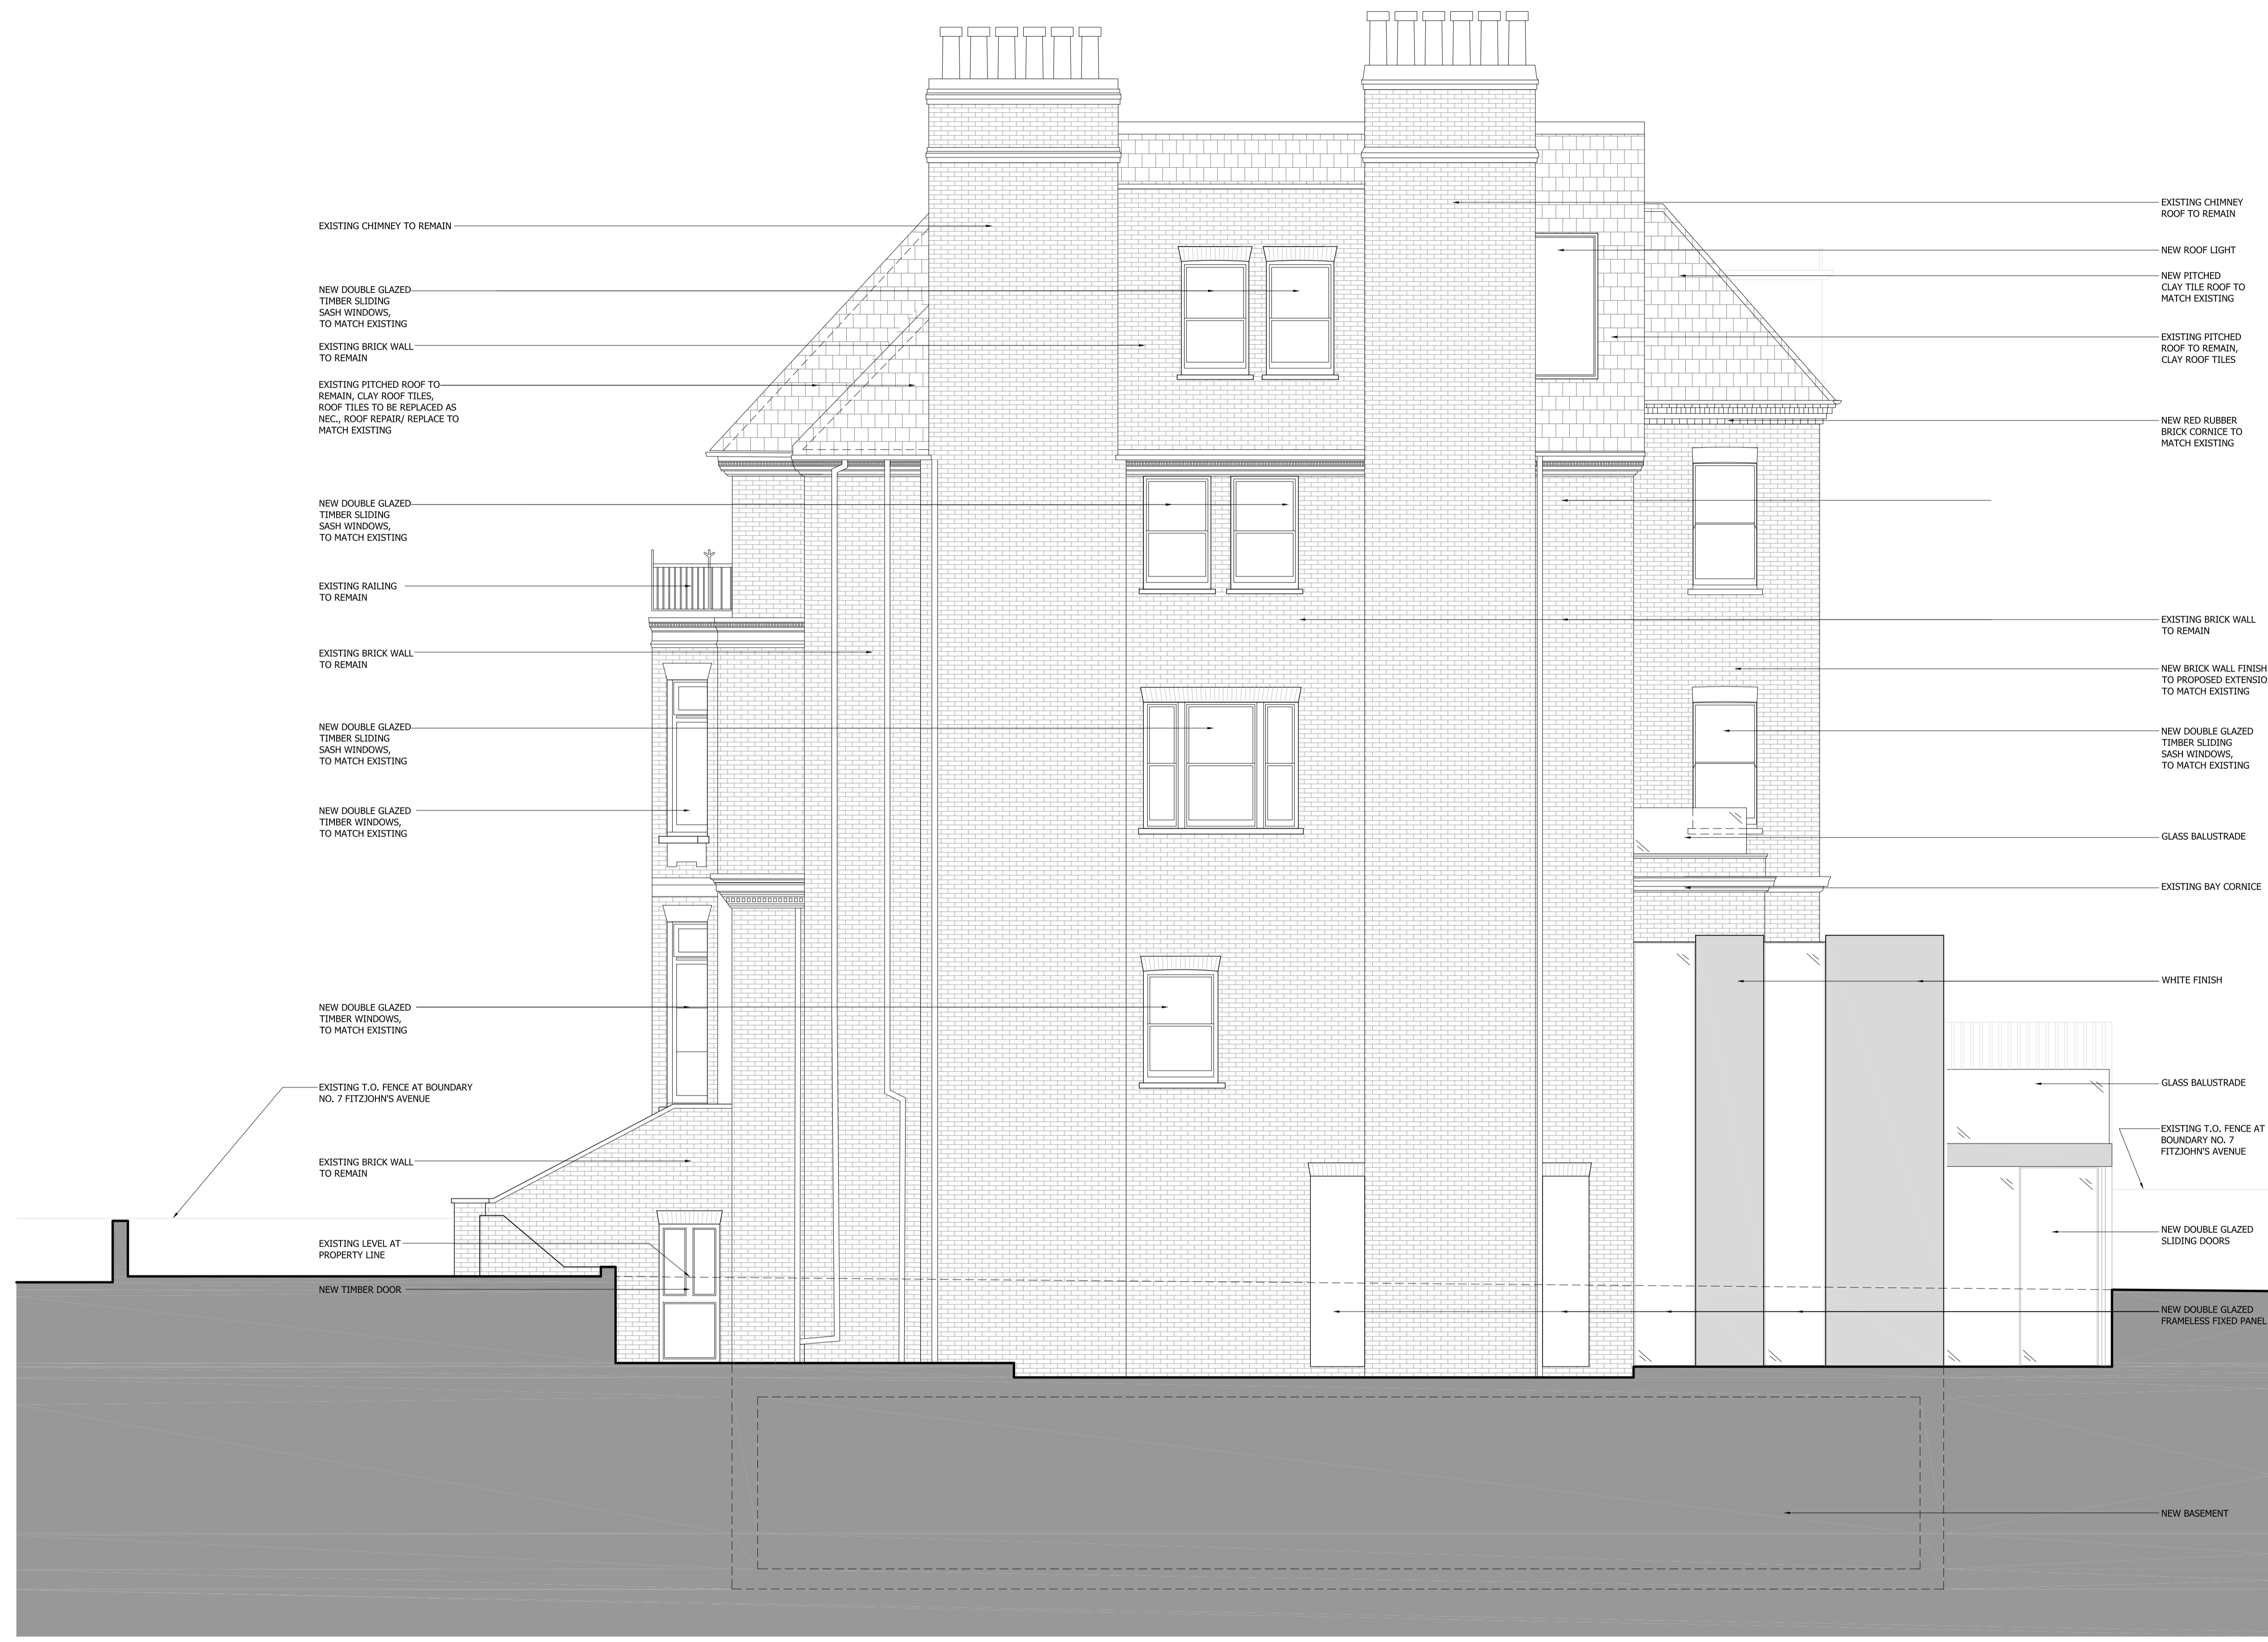 EXISTING CHIMNEY TO REMAIN
NEW DOUBLE GLAZED
TIMBER SLIDING
SASH WINDOWS,
TO MATCH EXISTING
EXISTING BRICK WALL
TO REMAIN
EXISTING PITCHED ROOF TO
REMAIN, CLAY ROOF TILES,
ROOF TILES TO BE REPLACED AS
NEC., ROOF REPAIR/ REPLACE TO
MATCH EXISTING
NEW DOUBLE GLAZED
TIMBER SLIDING
SASH WINDOWS,
TO MATCH EXISTING
EXISTING RAILING
TO REMAIN
EXISTING BRICK WALL
TO REMAIN
NEW DOUBLE GLAZED
TIMBER SLIDING
SASH WINDOWS,
TO MATCH EXISTING
NEW DOUBLE GLAZED
TIMBER WINDOWS,
TO MATCH EXISTING
NEW DOUBLE GLAZED
TIMBER WINDOWS,
TO MATCH EXISTING
EXISTING T.O. FENCE AT BOUNDARY
NO. 7 FITZJOHN'S AVENUE
EXISTING BRICK WALL
TO REMAIN
EXISTING LEVEL AT
PROPERTY LINE
NEW TIMBER DOOR
EXISTING CHIMNEY
ROOF TO REMAIN
NEW ROOF LIGHT
NEW PITCHED
CLAY TILE ROOF TO
MATCH EXISTING
EXISTING PITCHED
ROOF TO REMAIN,
CLAY ROOF TILES
NEW RED RUBBER
BRICK CORNICE TO
MATCH EXISTING
EXISTING BRICK WALL
TO REMAIN
NEW BRICK WALL FINISH
TO PROPOSED EXTENSIO
TO MATCH EXISTING
NEW DOUBLE GLAZED
TIMBER SLIDING
SASH WINDOWS,
TO MATCH EXISTING
GLASS BALUSTRADE
EXISTING BAY CORNICE
WHITE FINISH
GLASS BALUSTRADE
EXISTING T.O. FENCE AT
BOUNDARY NO. 7
FITZJOHN'S AVENUE
NEW DOUBLE GLAZED
SLIDING DOORS
NEW DOUBLE GLAZED
FRAMELESS FIXED PANEL
NEW BASEMENT